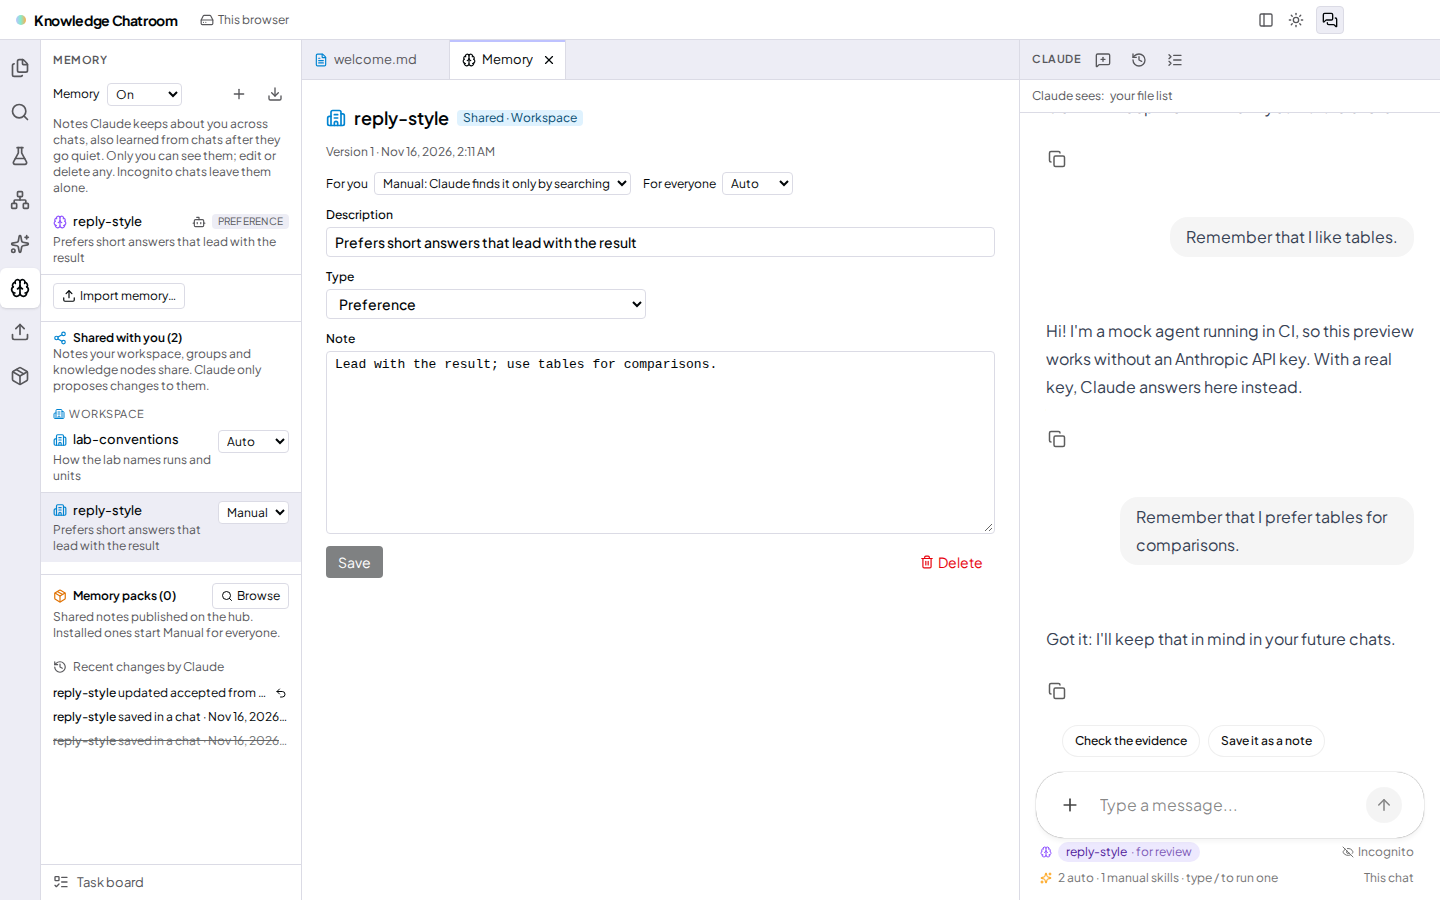 Knowledge Chatroom
This browser
MEMORY
Memory On
Notes Claude keeps about you across
chats, also learned from chats after they
go quiet. Only you can see them; edit or
delete any. Incognito chats leave them
alone.
reply-style PREFERENCE
Prefers short answers that lead with the
result
Import memory...
Shared with you (2)
Notes your workspace, groups and
knowledge nodes share. Claude only
proposes changes to them.
WORKSPACE
lab-conventions Auto
How the lab names runs and
units
reply-style Manual
Prefers short answers that
lead with the result
Memory packs (0) Browse
Shared notes published on the hub.
Installed ones start Manual for everyone.
Recent changes by Claude
reply-style updated accepted from ...
reply-style saved in a chat · Nov 16, 2026...
reply-style saved in a chat · Nov 16, 2026...
Task board
welcome.md
Memory
reply-style Shared · Workspace
Version 1 · Nov 16, 2026, 2:11 AM
For you Manual: Claude finds it only by searching For everyone Auto
Description
Prefers short answers that lead with the result
Type
Preference
Note
Lead with the result; use tables for comparisons.
Save
Delete
CLAUDE
Claude sees: your file list
Remember that I like tables.
Hi! I'm a mock agent running in CI, so this preview
works without an Anthropic API key. With a real
key, Claude answers here instead.
Remember that I prefer tables for
comparisons.
Got it: I'll keep that in mind in your future chats.
Check the evidence
Save it as a note
Type a message...
reply-style · for review
Incognito
2 auto · 1 manual skills · type / to run one
This chat